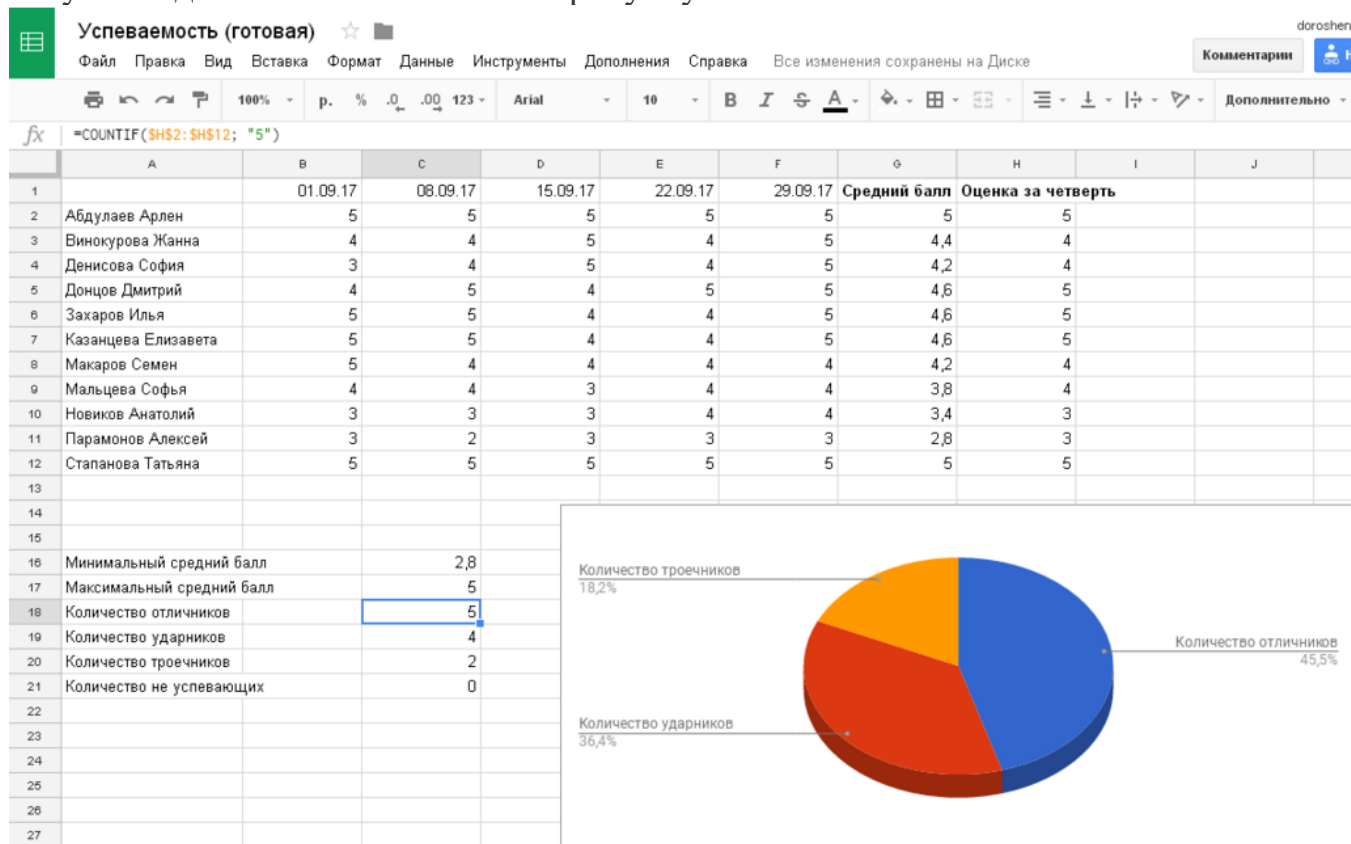 Успеваемость (готовая)
doroshen
Файл Правка Вид Вставка Формат Данные Инструменты Дополнения Справка Все изменения сохранены на Диске
Комментарии
100% р. % .0 .00 123 Arial 10 B I S A Дополнительно
fx =COUNTIF($H$2:$H$12; "5")
A B C D E F G H I J
1 01.09.17 08.09.17 15.09.17 22.09.17 29.09.17 Средний балл Оценка за четверть
2 Абдулаев Арлен 5 5 5 5 5 5 5
3 Винокурова Жанна 4 4 5 4 5 4,4 4
4 Денисова София 3 4 5 4 5 4,2 4
5 Донцов Дмитрий 4 5 4 5 5 4,6 5
6 Захаров Илья 5 5 4 4 5 4,6 5
7 Казанцева Елизавета 5 5 4 4 5 4,6 5
8 Макаров Семен 5 4 4 4 4 4,2 4
9 Мальцева Софья 4 4 3 4 4 3,8 4
10 Новиков Анатолий 3 3 3 4 4 3,4 3
11 Парамонов Алексей 3 2 3 3 3 2,8 3
12 Стапанова Татьяна 5 5 5 5 5 5 5
13
14
15
16 Минимальный средний балл 2,8
17 Максимальный средний балл 5
18 Количество отличников 5
19 Количество ударников 4
20 Количество троечников 2
21 Количество не успевающих 0
22
23
24
25
26
27
Количество троечников
18,2%
Количество отличников
45,5%
Количество ударников
36,4%